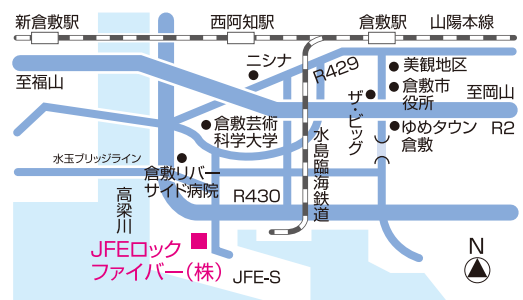 新倉敷駅
西阿知駅
倉敷駅
山陽本線
ニシナ
R429
美観地区
至福山
ザ・ビッグ
倉敷市
役所
至岡山
倉敷芸術
科学大学
ゆめタウン
倉敷
R2
水玉ブリッジライン
倉敷リバー
サイド病院
水島臨海鉄道
高梁川
R430
JFEロック
ファイバー(株)
JFE-S
N